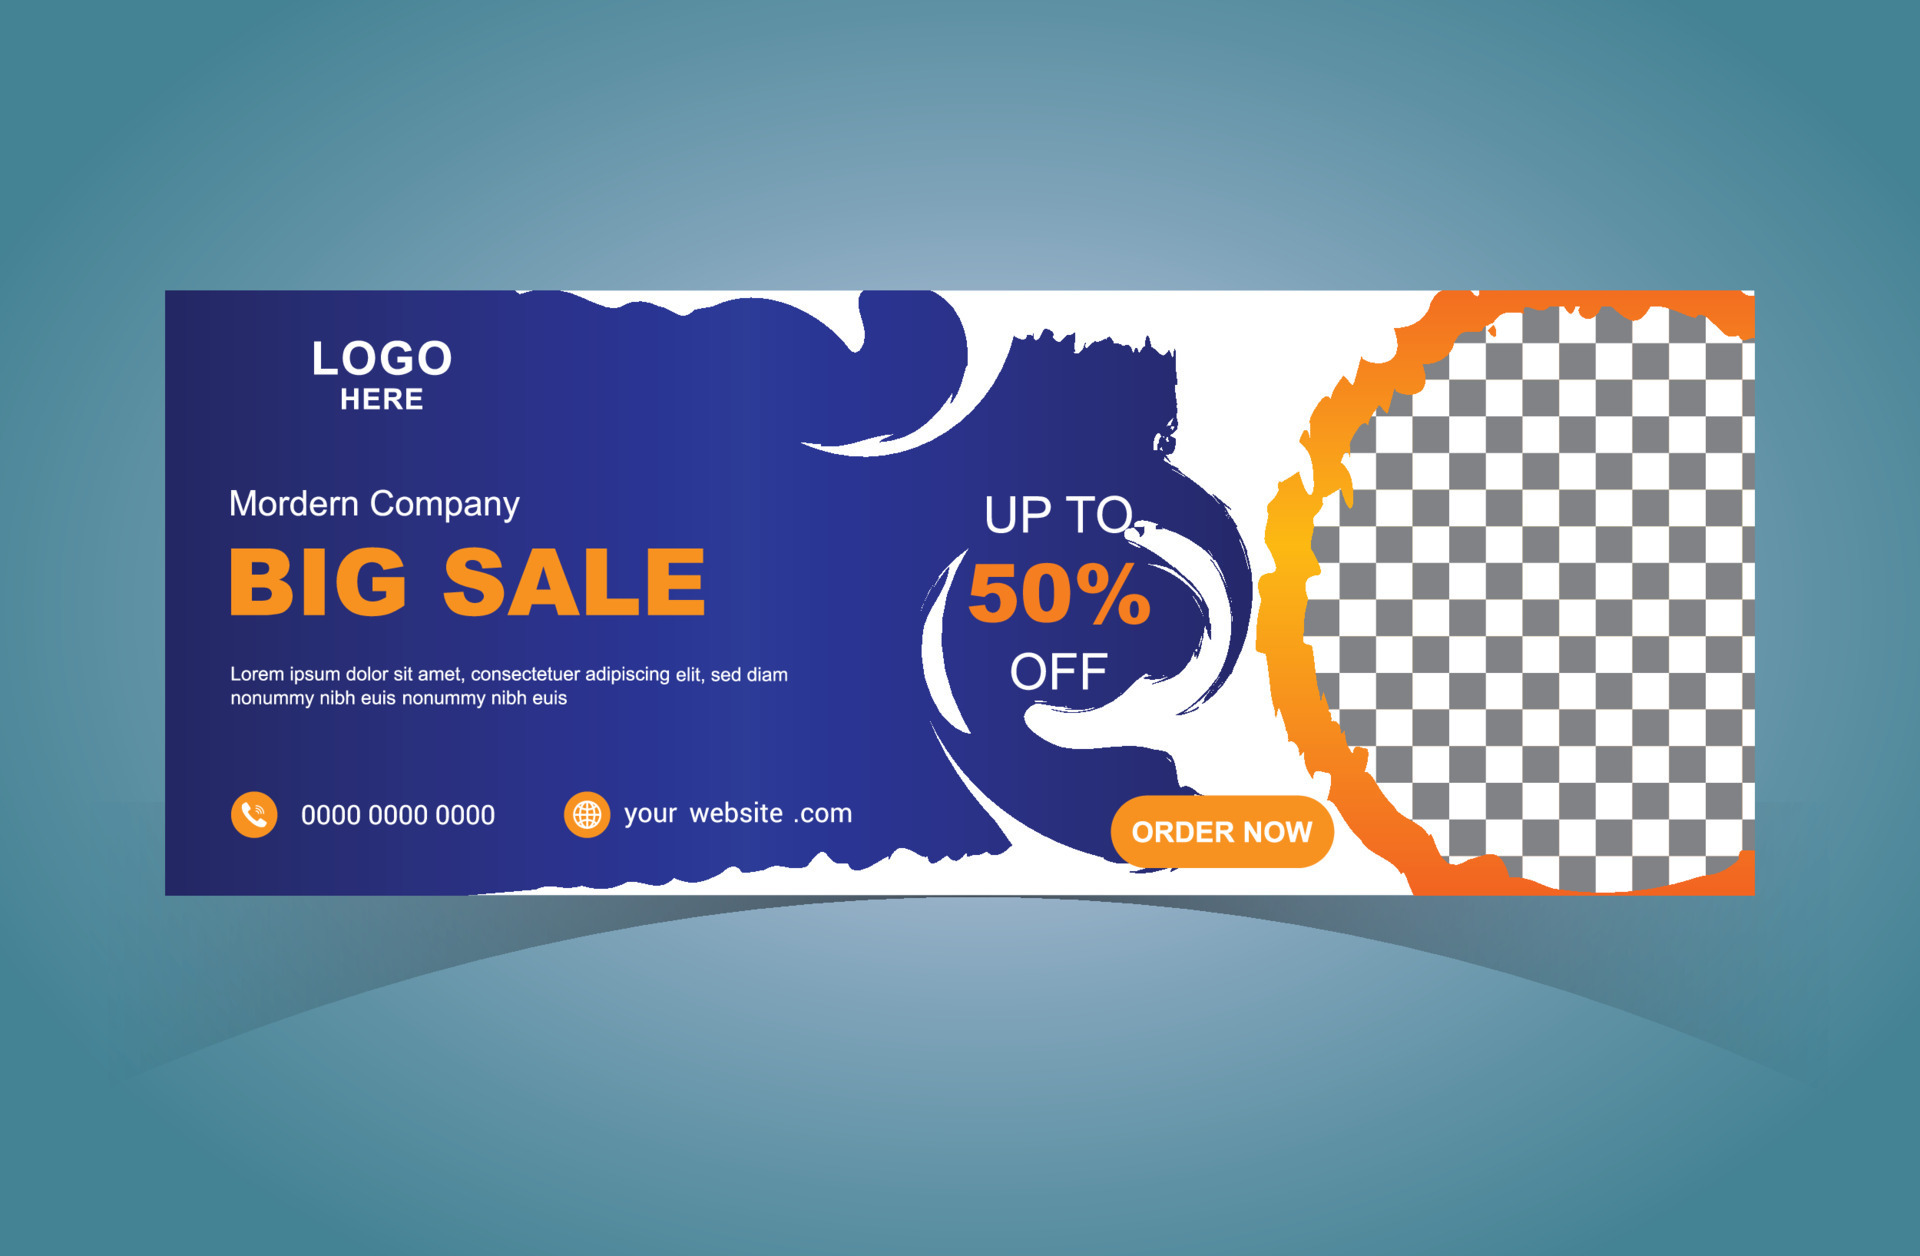 LOGO
HERE
Mordern Company
BIG SALE
Lorem ipsum dolor sit amet, consectetuer adipiscing elit, sed diam
nonummy nibh euis nonummy nibh euis
0000 0000 0000
your website .com
UP TO
50%
OFF
ORDER NOW